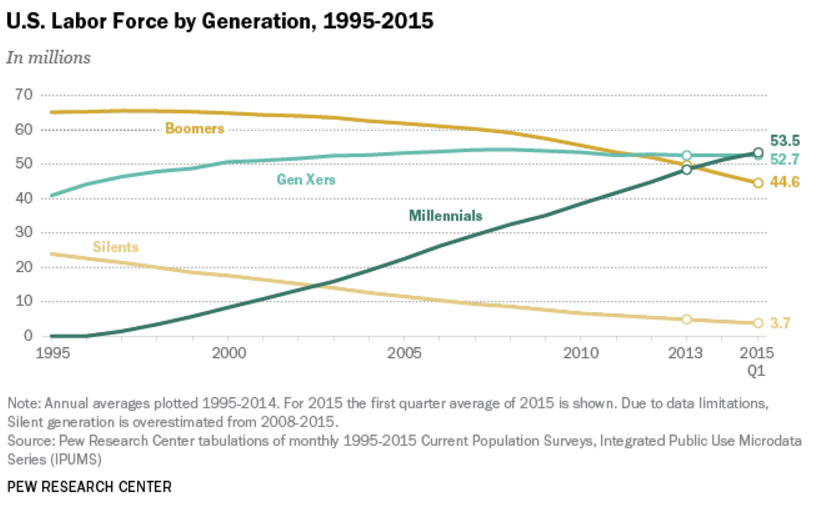 U.S. Labor Force by Generation, 1995-2015
In millions
70
60
50
40
30
20
10
0
Boomers
Gen Xers
Millennials
Silents
53.5
52.7
44.6
3.7
1995
2000
2005
2010
2013
2015
Q1
Note: Annual averages plotted 1995-2014. For 2015 the first quarter average of 2015 is shown. Due to data limitations,
Silent generation is overestimated from 2008-2015.
Source: Pew Research Center tabulations of monthly 1995-2015 Current Population Surveys, Integrated Public Use Microdata
Series (IPUMS)
PEW RESEARCH CENTER